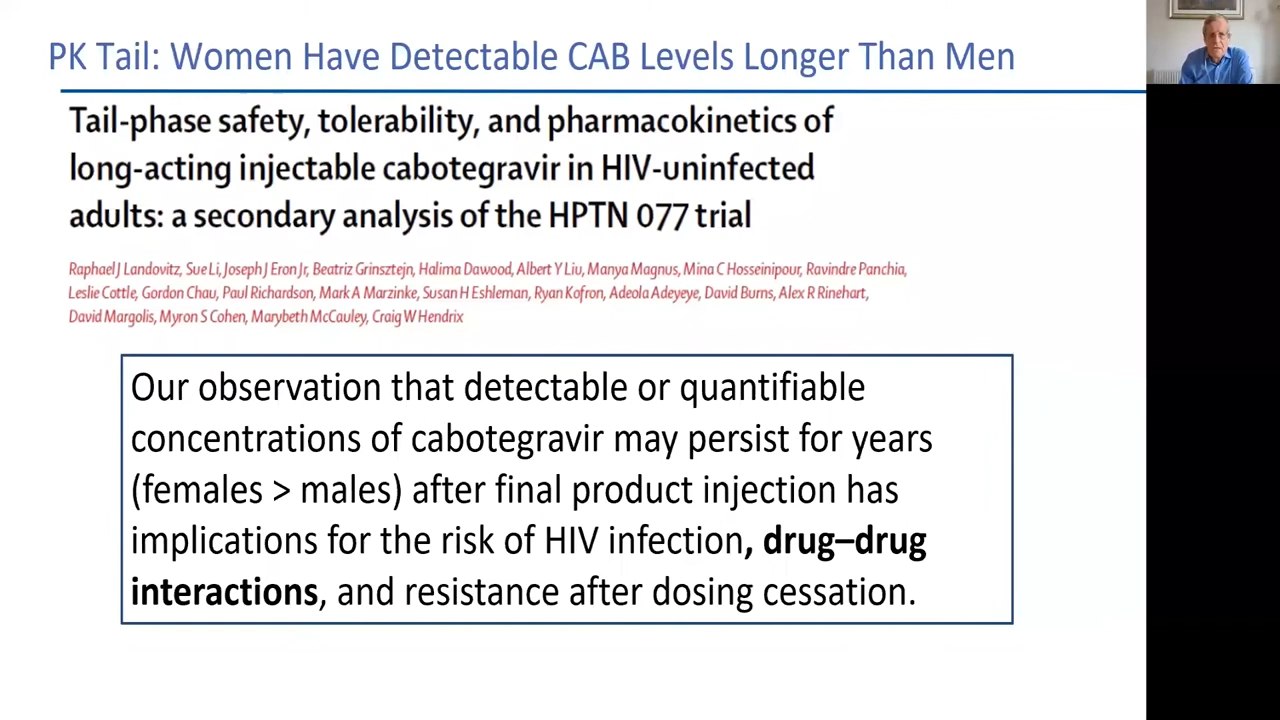 PK Tail: Women Have Detectable CAB Levels Longer Than Men
Tail-phase safety, tolerability, and pharmacokinetics of
long-acting injectable cabotegravir in HIV-uninfected
adults: a secondary analysis of the HPTN 077 trial
Raphael J Landovitz, Sue Li, Joseph J Eron Jr, Beatriz Grinsztejn, Halima Dawood, Albert Y Liu, Manya Magnus, Mina C Hosseinipour, Ravindre Panchia,
Leslie Cottle, Gordon Chau, Paul Richardson, Mark A Marzinke, Susan H Eshleman, Ryan Kofron, Adeola Adeyeye, David Burns, Alex R Rinehart,
David Margolis, Myron S Cohen, Marybeth McCauley, Craig W Hendrix
Our observation that detectable or quantifiable
concentrations of cabotegravir may persist for years
(females > males) after final product injection has
implications for the risk of HIV infection, drug–drug
interactions, and resistance after dosing cessation.